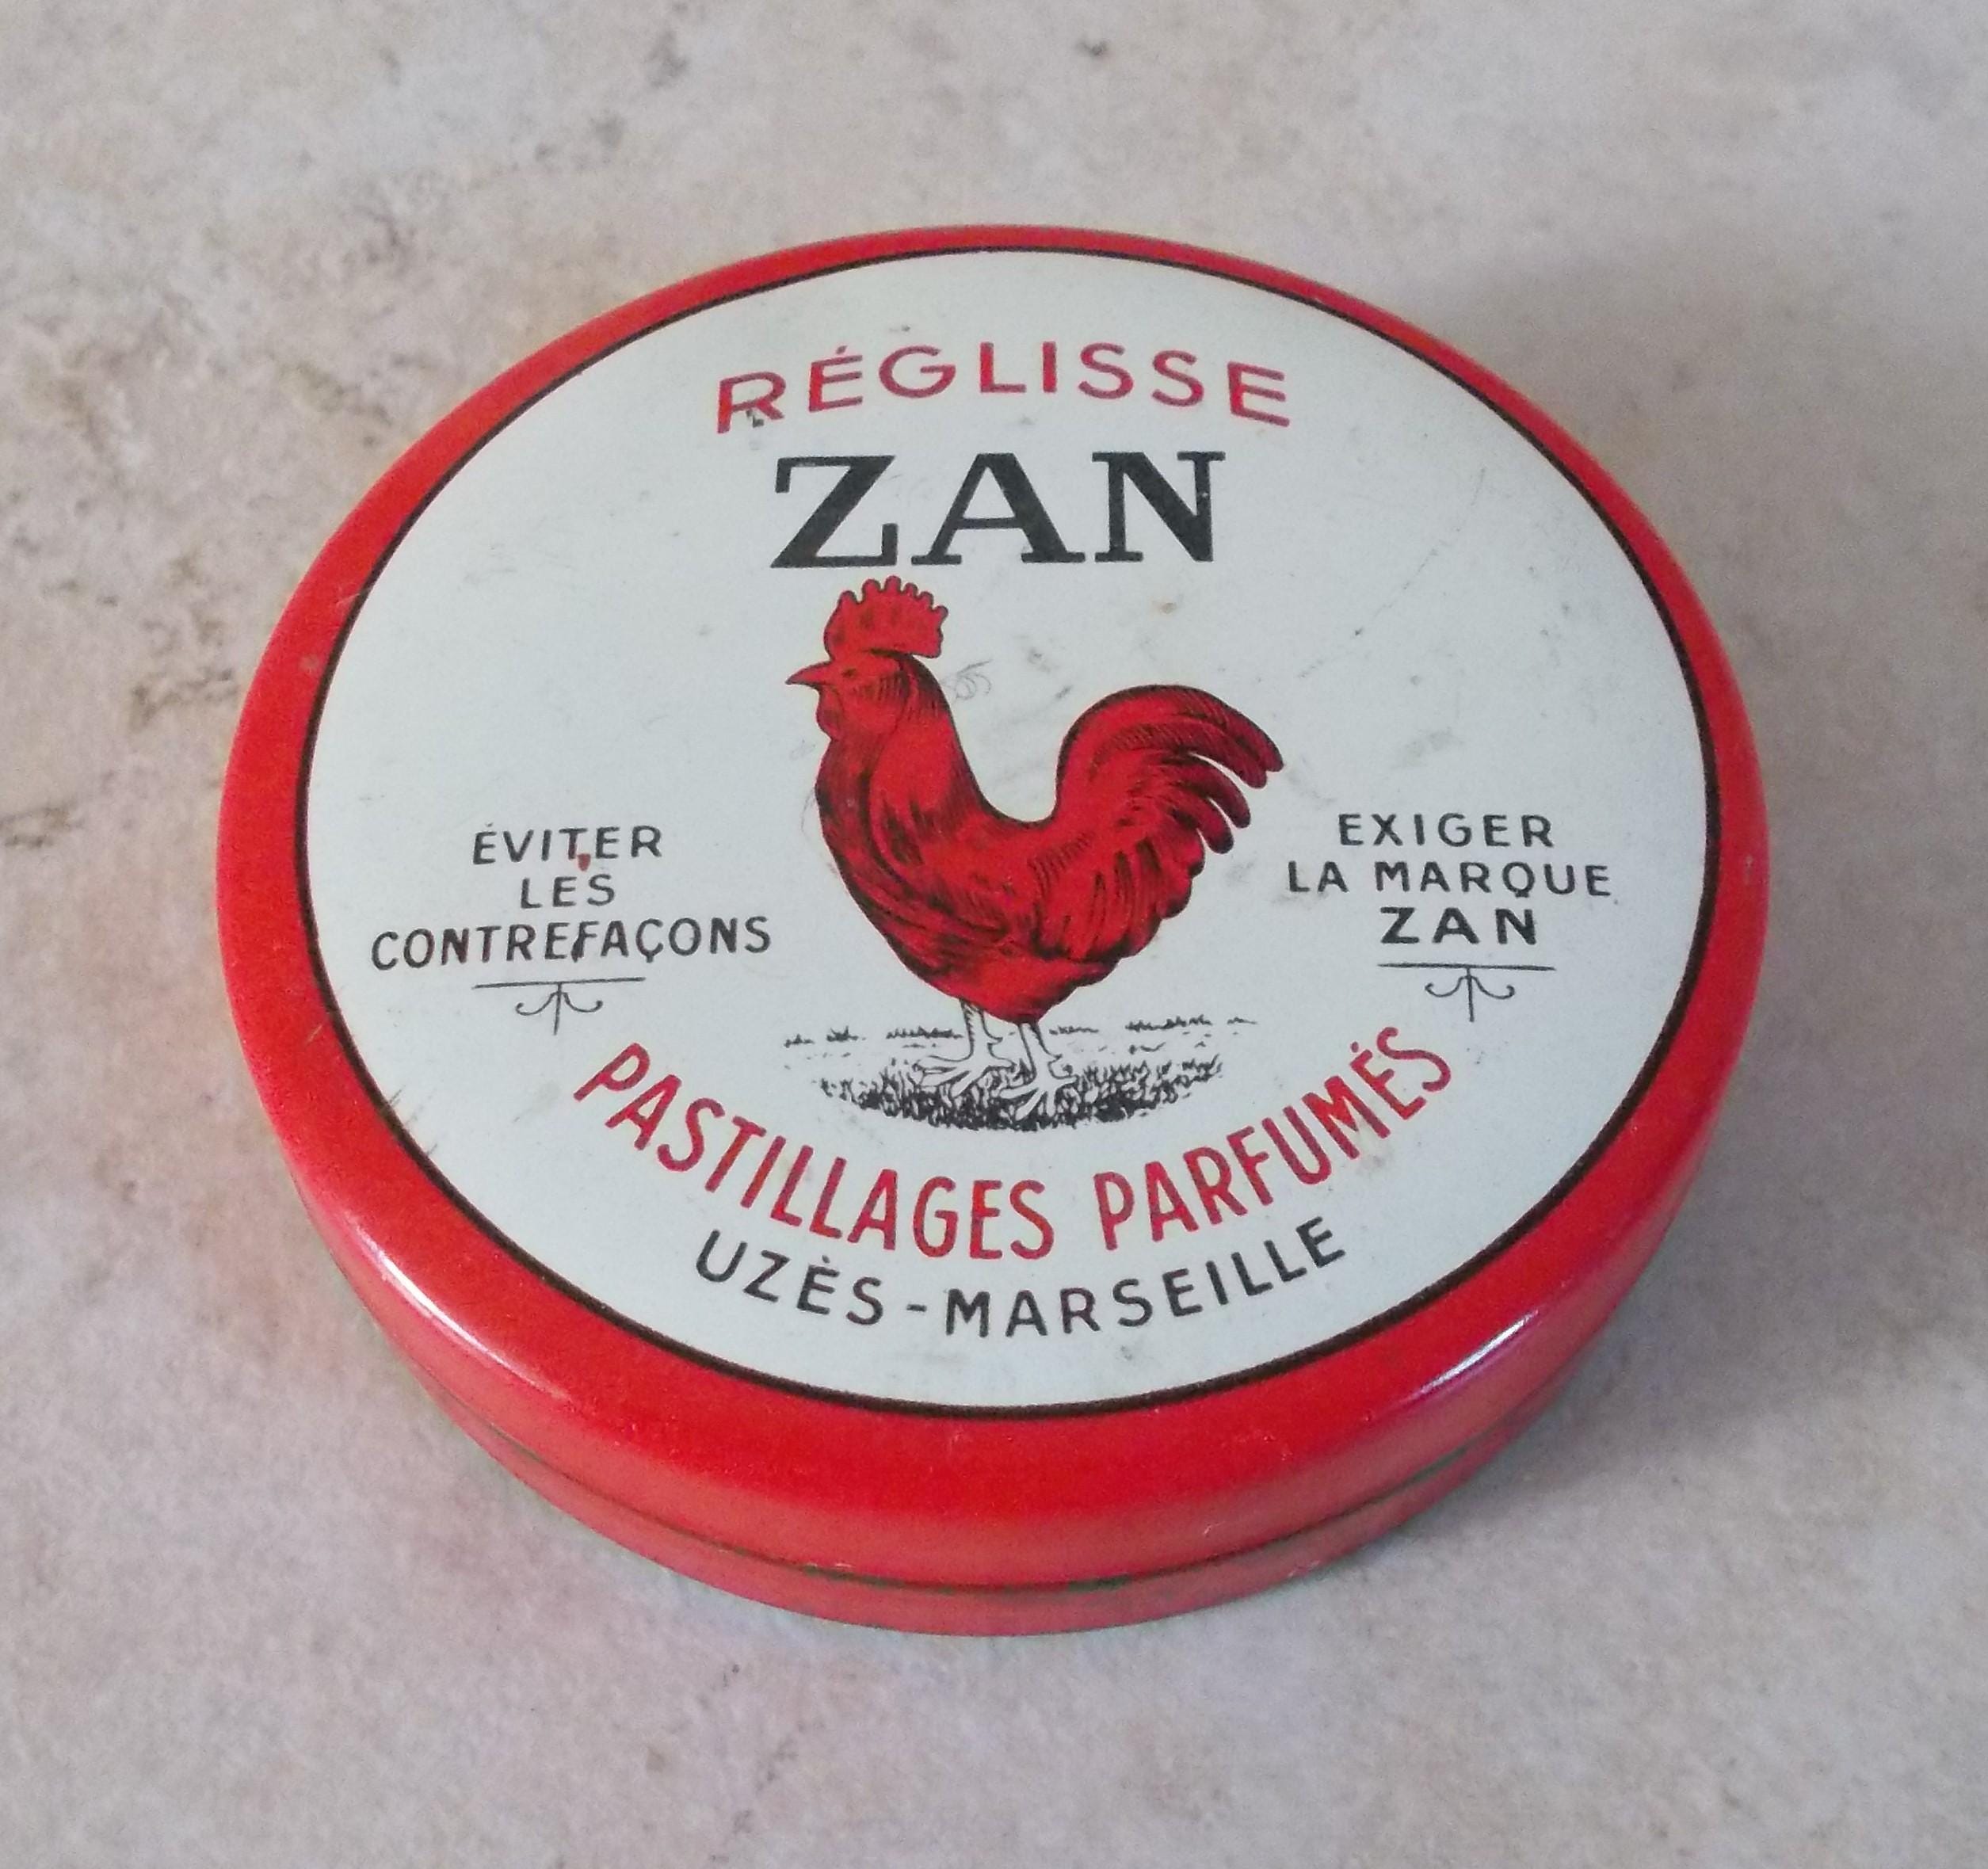 RÉGLISSE
ZAN
ÉVITER
LES
CONTREFAÇONS
EXIGER
LA MARQUE
ZAN
PASTILLAGES PARFUMÉS
UZÈS-MARSEILLE